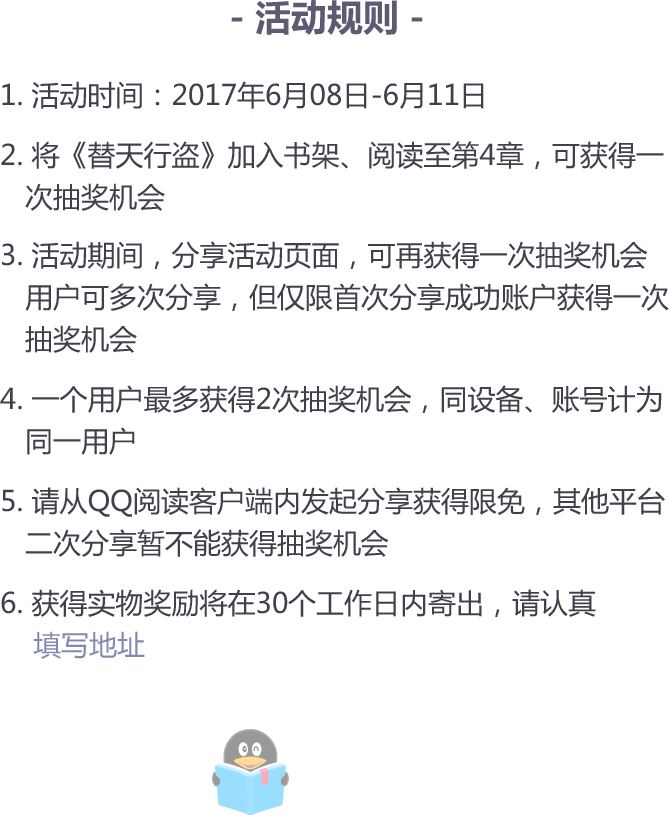 - 活动规则 -
1. 活动时间：2017年6月08日-6月11日
2. 将《替天行盗》加入书架、阅读至第4章，可获得一
次抽奖机会
3. 活动期间，分享活动页面，可再获得一次抽奖机会
用户可多次分享，但仅限首次分享成功账户获得一次
抽奖机会
4. 一个用户最多获得2次抽奖机会，同设备、账号计为
同一用户
5. 请从QQ阅读客户端内发起分享获得限免，其他平台
二次分享暂不能获得抽奖机会
6. 获得实物奖励将在30个工作日内寄出，请认真
填写地址